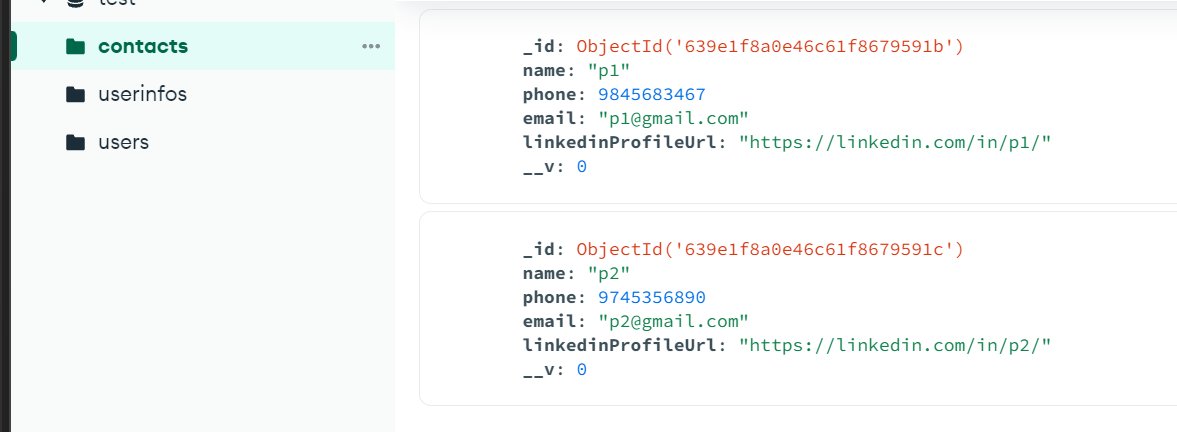 test
contacts
userinfos
users
_id: ObjectId('639e1f8a0e46c61f8679591b')
name: "p1"
phone: 9845683467
email: "p1@gmail.com"
linkedinProfileUrl: "https://linkedin.com/in/p1/"
__v: 0
_id: ObjectId('639e1f8a0e46c61f8679591c')
name: "p2"
phone: 9745356890
email: "p2@gmail.com"
linkedinProfileUrl: "https://linkedin.com/in/p2/"
__v: 0